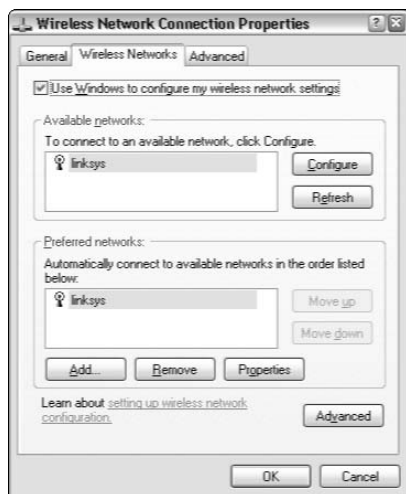 Wireless Network Connection Properties
General Wireless Networks Advanced
Use Windows to configure my wireless network settings
Available networks:
To connect to an available network, click Configure.
linksys
Configure
Refresh
Preferred networks:
Automatically connect to available networks in the order listed
below:
linksys
Move up
Move down
Add... Remove Properties
Learn about setting up wireless network
configuration.
Advanced
OK Cancel